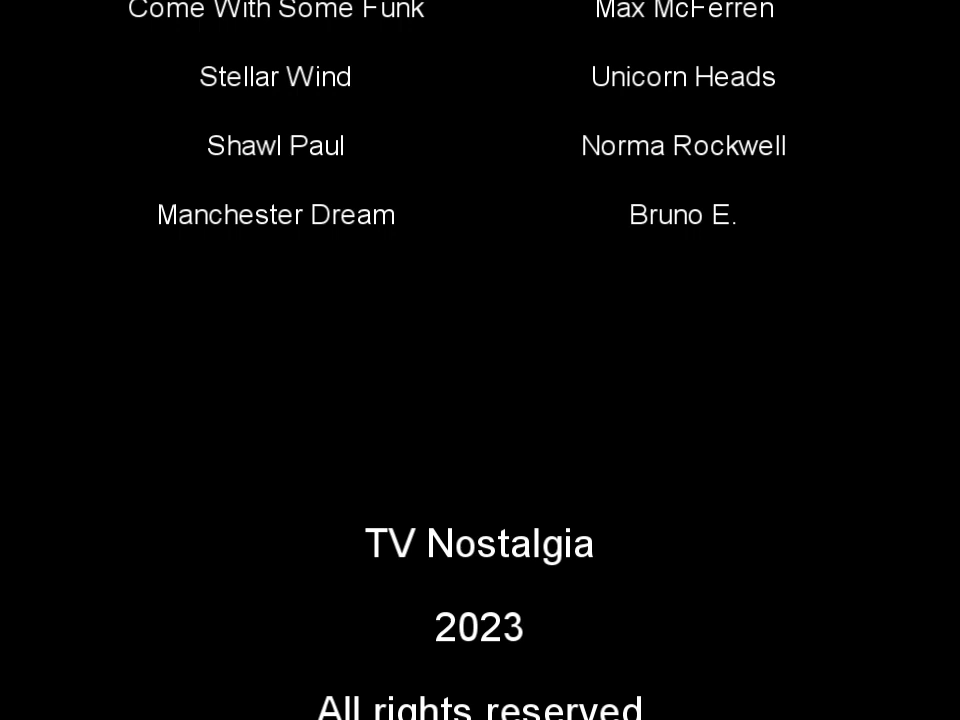 Come With Some Funk Max McFerren
Stellar Wind Unicorn Heads
Shawl Paul Norma Rockwell
Manchester Dream Bruno E.
TV Nostalgia
2023
All rights reserved